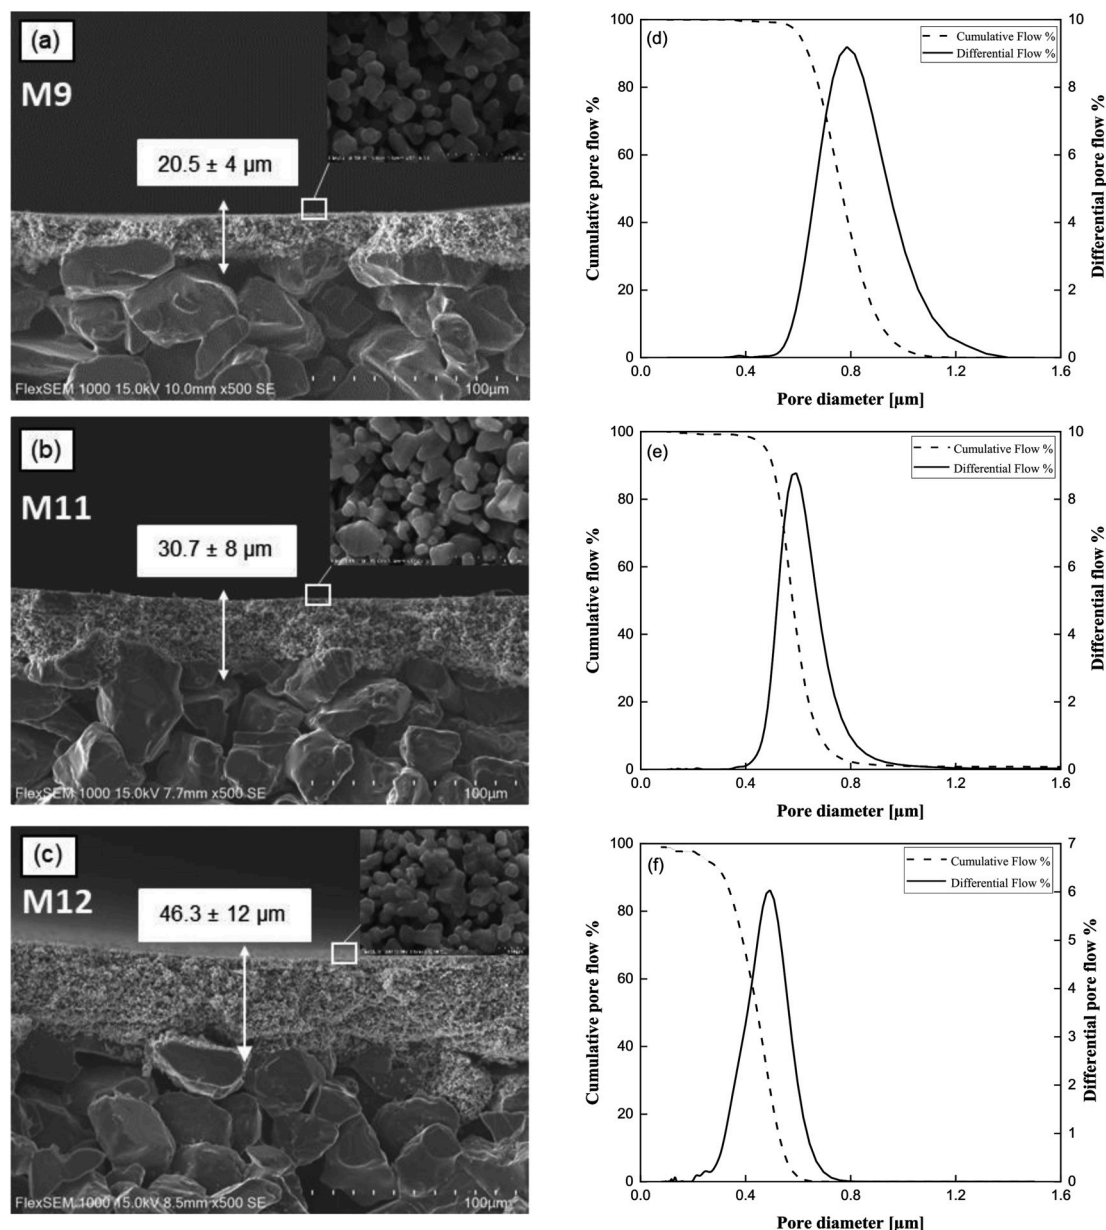 (a)
M9
20.5 ± 4 µm
FlexSEM 1000 15.0kV 10.0mm x500 SE
100µm
(d)
Cumulative Flow %
Differential Flow %
100
80
60
40
20
0
Cumulative pore flow %
10
8
6
4
2
0
Differential pore flow %
0.0 0.4 0.8 1.2 1.6
Pore diameter [µm]
(b)
M11
30.7 ± 8 µm
FlexSEM 1000 15.0kV 7.7mm x500 SE
100µm
(e)
Cumulative Flow %
Differential Flow %
100
80
60
40
20
0
Cumulative flow %
10
8
6
4
2
0
Differential flow %
0.0 0.4 0.8 1.2 1.6
Pore diameter [µm]
(c)
M12
46.3 ± 12 µm
FlexSEM 1000 15.0kV 8.5mm x500 SE
100µm
(f)
Cumulative Flow %
Differential Flow %
100
80
60
40
20
0
Cumulative pore flow %
7
6
5
4
3
2
1
0
Differential pore flow %
0.0 0.4 0.8 1.2 1.6
Pore diameter [µm]